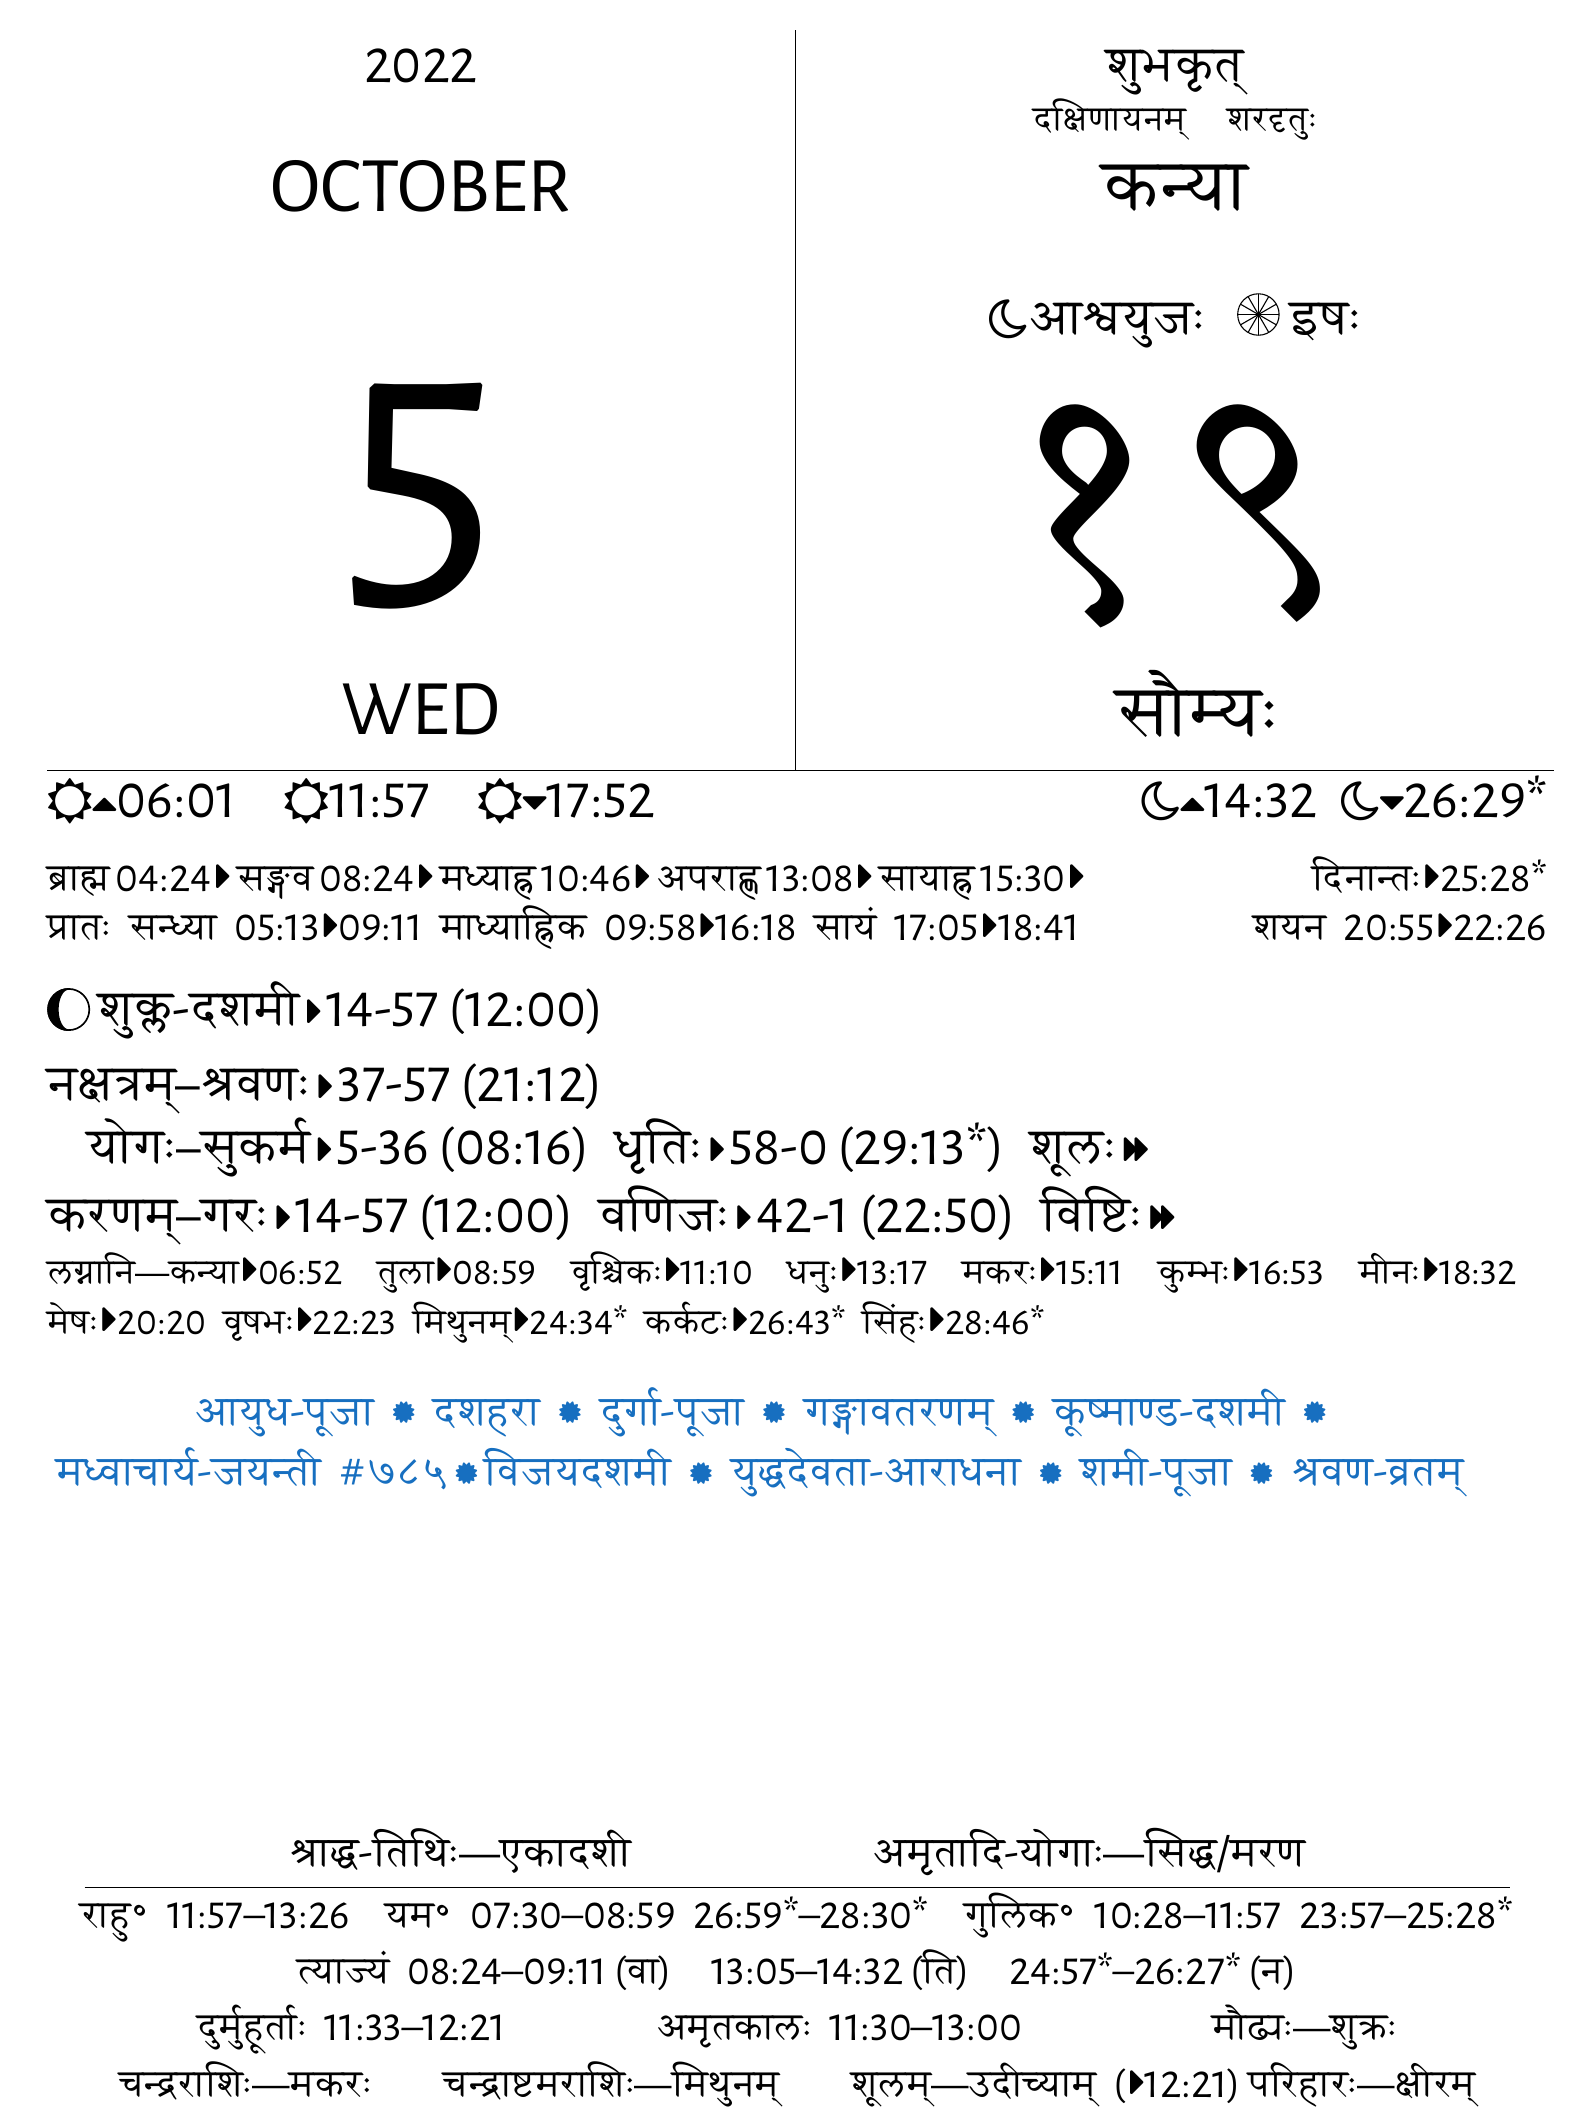 2022
OCTOBER
5
WED
शुभकृत्
दक्षिणायनम् शरदृतुः
कन्या
आश्वयुजः इषः
१९
सौम्यः
06:01 11:57 17:52 14:32 26:29*
ब्राह्म 04:24 सङ्गव 08:24 मध्याह्न 10:46 अपराह्ण 13:08 सायाह्न 15:30 दिनान्तः 25:28*
प्रातः सन्ध्या 05:13 09:11 माध्याह्निक 09:58 16:18 सायं 17:05 18:41 शयन 20:55 22:26
शुक्ल-दशमी 14-57 (12:00)
नक्षत्रम्–श्रवणः 37-57 (21:12)
योगः–सुकर्म 5-36 (08:16) धृतिः 58-0 (29:13*) शूलः
करणम्–गरः 14-57 (12:00) वणिजः 42-1 (22:50) विष्टिः
लग्नानि—कन्या 06:52 तुला 08:59 वृश्चिकः 11:10 धनुः 13:17 मकरः 15:11 कुम्भः 16:53 मीनः 18:32
मेषः 20:20 वृषभः 22:23 मिथुनम् 24:34* कर्कटः 26:43* सिंहः 28:46*
आयुध-पूजा दशहरा दुर्गा-पूजा गङ्गावतरणम् कूष्माण्ड-दशमी
मध्वाचार्य-जयन्ती #७८५ विजयदशमी युद्धदेवता-आराधना शमी-पूजा श्रवण-व्रतम्
श्राद्ध-तिथिः—एकादशी अमृतादि-योगाः—सिद्ध/मरण
राहु॰ 11:57–13:26 यम॰ 07:30–08:59 26:59*–28:30* गुलिक॰ 10:28–11:57 23:57–25:28*
त्याज्यं 08:24–09:11 (वा) 13:05–14:32 (ति) 24:57*–26:27* (न)
दुर्मुहूर्ताः 11:33–12:21 अमृतकालः 11:30–13:00 मौढ्यः—शुक्रः
चन्द्रराशिः—मकरः चन्द्राष्टमराशिः—मिथुनम् शूलम्—उदीच्याम् (12:21) परिहारः—क्षीरम्